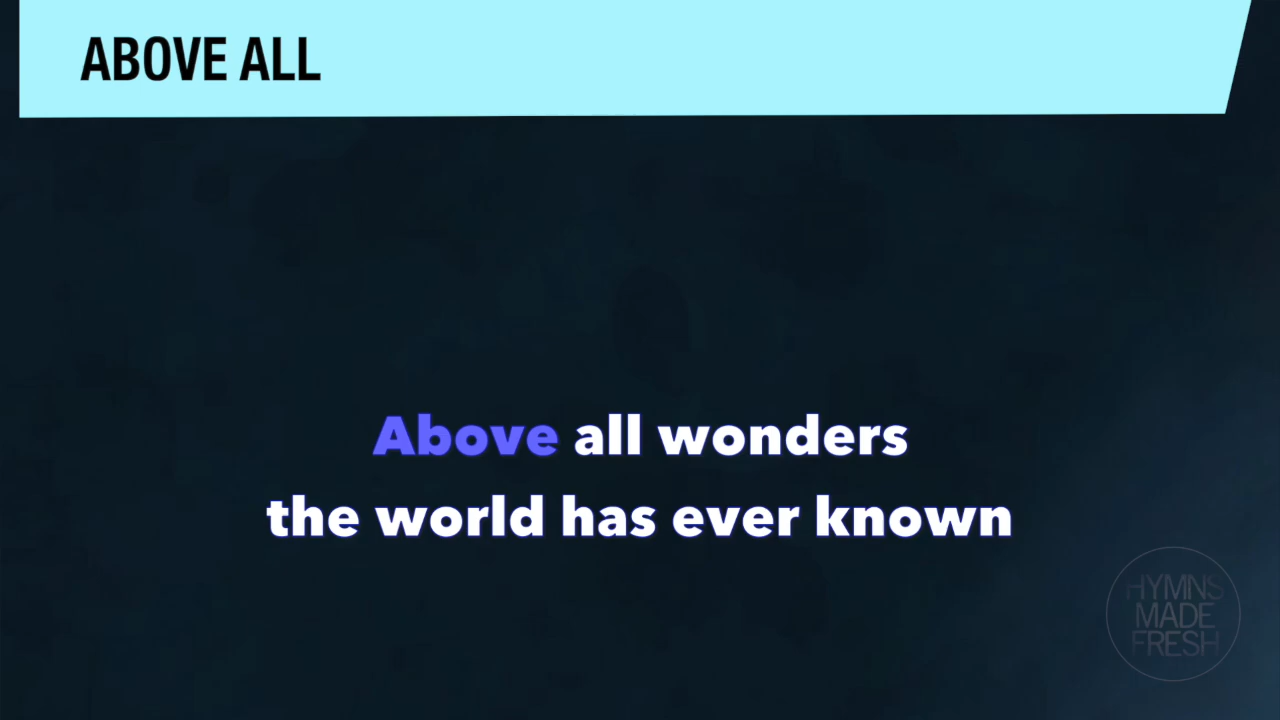 ABOVE ALL
Above all wonders
the world has ever known
HYMNS
MADE
FRESH